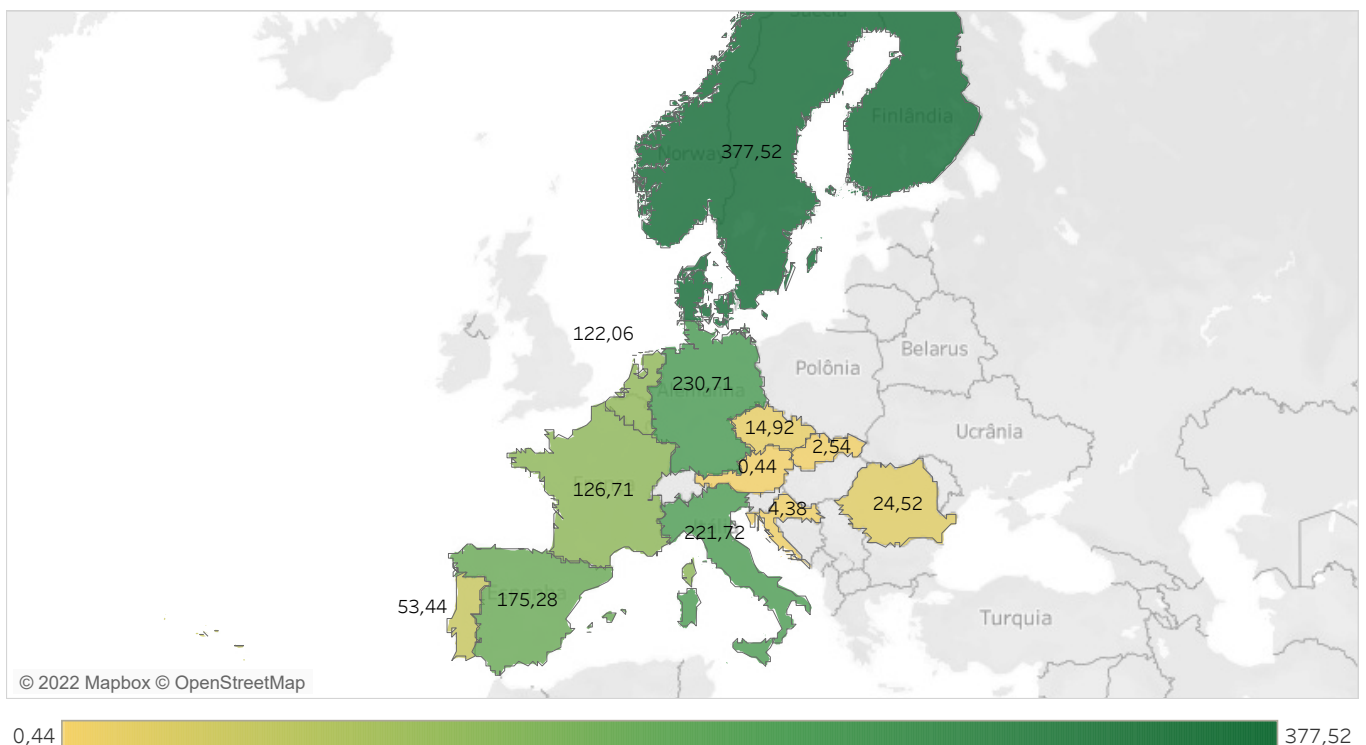 Suécia
Finlândia
Norway
377,52
122,06
Belarus
Polônia
230,71
Alemanha
14,92
Ucrânia
2,54
0,44
126,71
24,52
4,38
221,72
175,28
53,44
Turquia
© 2022 Mapbox © OpenStreetMap
0,44
377,52